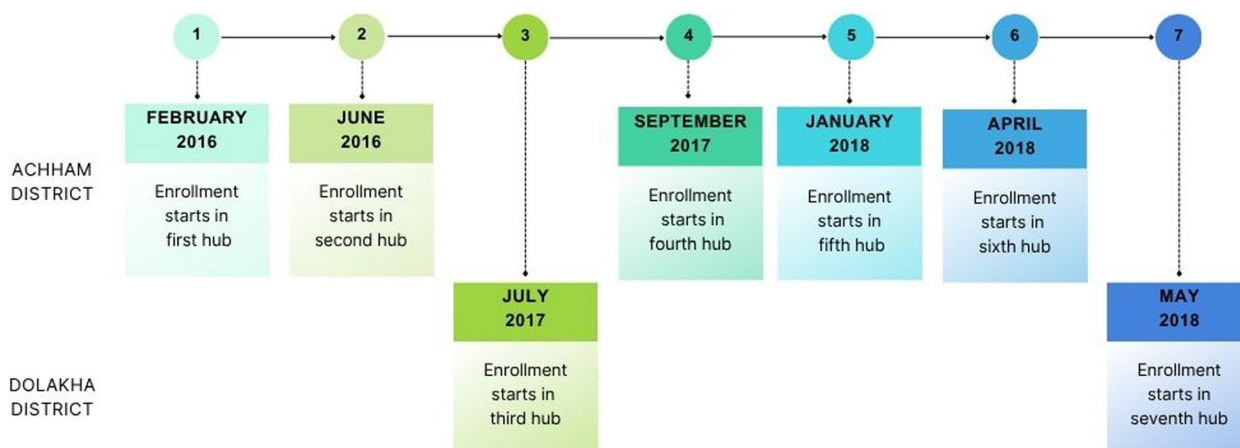 1
2
3
4
5
6
7
FEBRUARY
2016
Enrollment
starts in
first hub
JUNE
2016
Enrollment
starts in
second hub
SEPTEMBER
2017
Enrollment
starts in
fourth hub
JANUARY
2018
Enrollment
starts in
fifth hub
APRIL
2018
Enrollment
starts in
sixth hub
ACHHAM
DISTRICT
JULY
2017
Enrollment
starts in
third hub
MAY
2018
Enrollment
starts in
seventh hub
DOLAKHA
DISTRICT